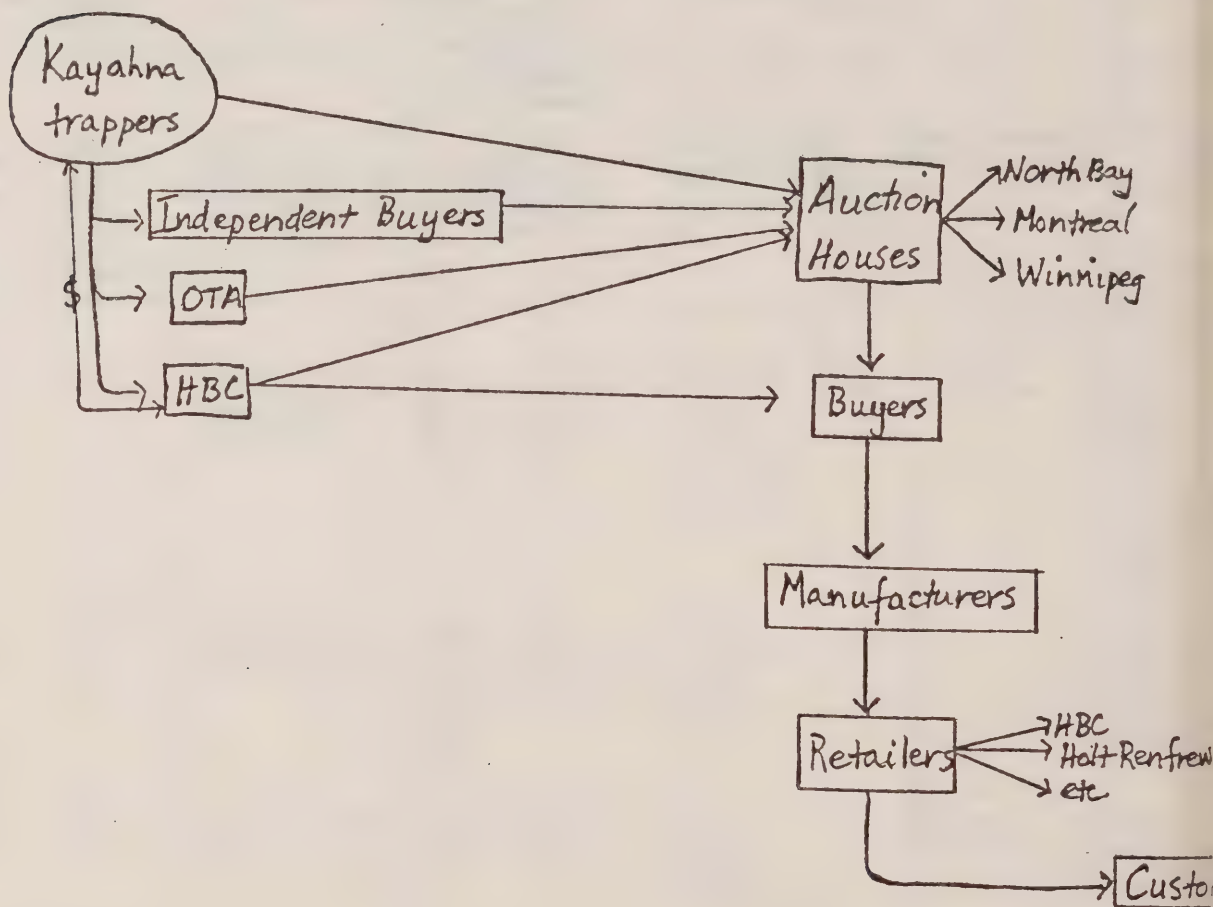 Kayahna
trappers
Independent Buyers
$
OTA
HBC
Auction
Houses
North Bay
Montreal
Winnipeg
Buyers
Manufacturers
Retailers
HBC
Holt Renfrew
etc